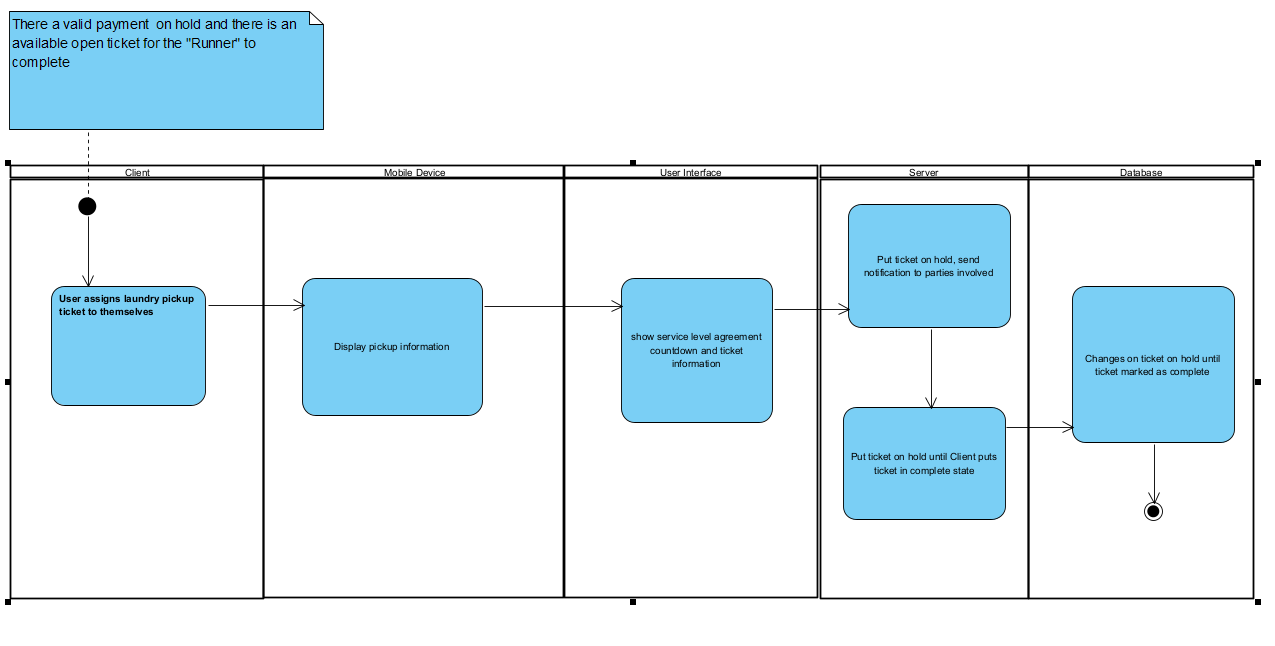 There a valid payment  on hold and there is an
available open ticket for the "Runner" to
complete
Client
Mobile Device
User Interface
Server
Database
User assigns laundry pickup
ticket to themselves
Display pickup information
show service level agreement
countdown and ticket
information
Put ticket on hold, send
notification to parties involved
Put ticket on hold until Client puts
ticket in complete state
Changes on ticket on hold until
ticket marked as complete